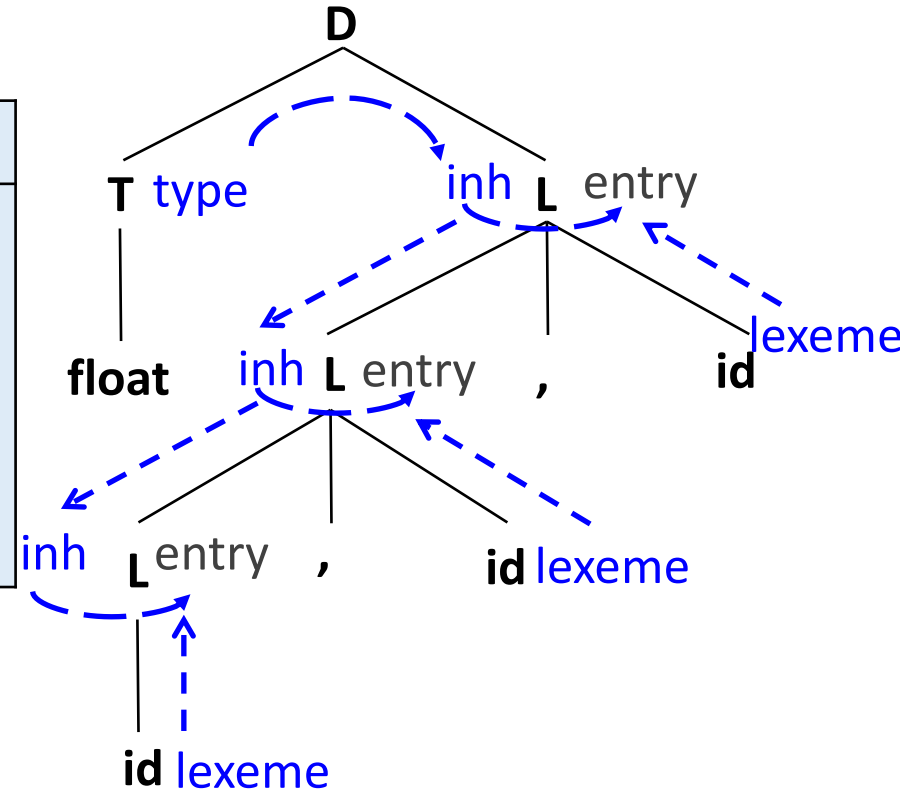 D
T type inh L entry
lexeme
float inh L entry , id
inh L entry , id lexeme
id lexeme